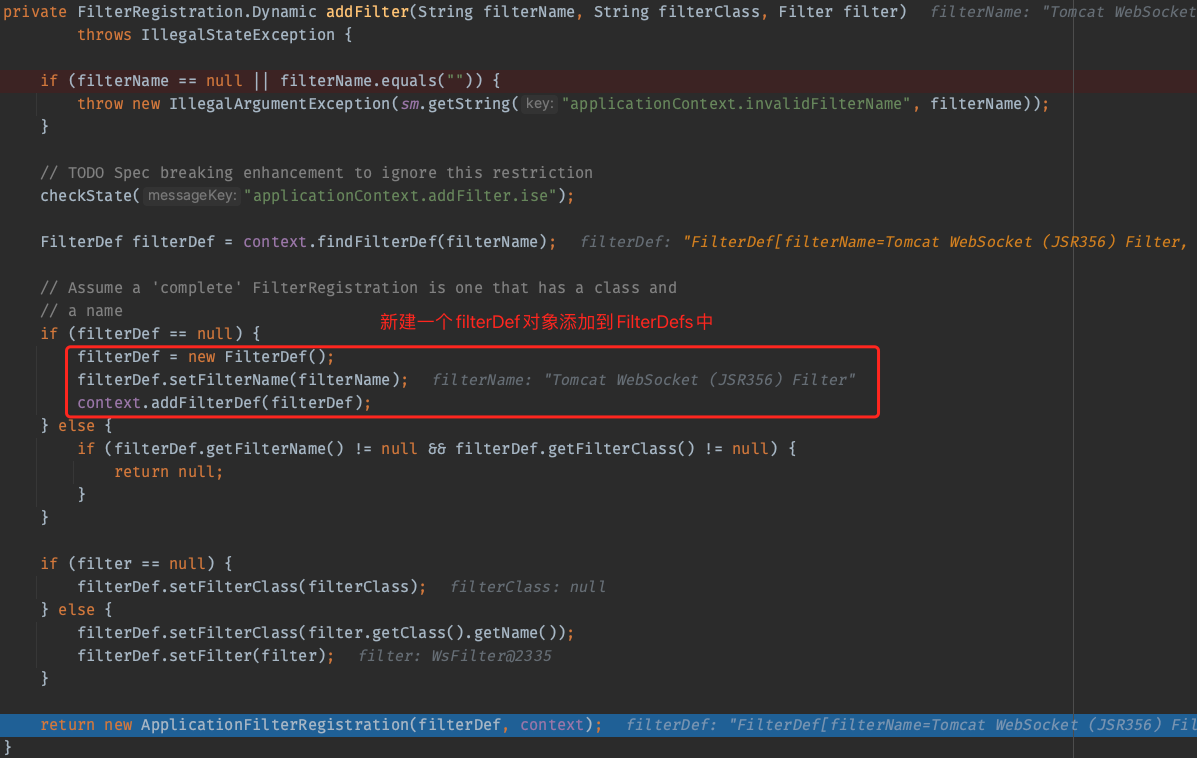 private FilterRegistration.Dynamic addFilter(String filterName, String filterClass, Filter filter)  filterName: "Tomcat WebSocket
        throws IllegalStateException {
    if (filterName == null || filterName.equals("")) {
        throw new IllegalArgumentException(sm.getString( key: "applicationContext.invalidFilterName", filterName));
    }
    // TODO Spec breaking enhancement to ignore this restriction
    checkState( messageKey: "applicationContext.addFilter.ise");
    FilterDef filterDef = context.findFilterDef(filterName);  filterDef: "FilterDef[filterName=Tomcat WebSocket (JSR356) Filter,
    // Assume a 'complete' FilterRegistration is one that has a class and
    // a name
新建一个filterDef对象添加到FilterDefs中
    if (filterDef == null) {
        filterDef = new FilterDef();
        filterDef.setFilterName(filterName);  filterName: "Tomcat WebSocket (JSR356) Filter"
        context.addFilterDef(filterDef);
    } else {
        if (filterDef.getFilterName() != null && filterDef.getFilterClass() != null) {
            return null;
        }
    }
    if (filter == null) {
        filterDef.setFilterClass(filterClass);  filterClass: null
    } else {
        filterDef.setFilterClass(filter.getClass().getName());
        filterDef.setFilter(filter);  filter: WsFilter@2335
    }
    return new ApplicationFilterRegistration(filterDef, context);  filterDef: "FilterDef[filterName=Tomcat WebSocket (JSR356) Fil
}